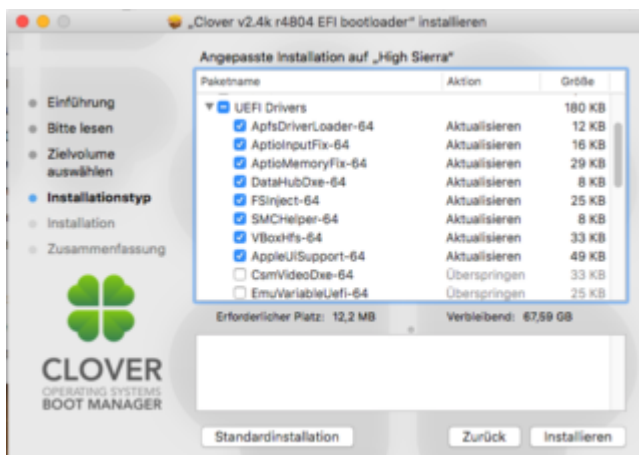 „Clover v2.4k r4804 EFI bootloader“ installieren
Angepasste Installation auf „High Sierra“
Paketname Aktion Größe
UEFI Drivers 180 KB
ApfsDriverLoader-64 Aktualisieren 12 KB
AptioInputFix-64 Aktualisieren 16 KB
AptioMemoryFix-64 Aktualisieren 29 KB
DataHubDxe-64 Aktualisieren 8 KB
FSInject-64 Aktualisieren 25 KB
SMCHelper-64 Aktualisieren 8 KB
VBoxHfs-64 Aktualisieren 33 KB
AppleUiSupport-64 Aktualisieren 49 KB
CsmVideoDxe-64 Überspringen 33 KB
EmuVariableUefi-64 Überspringen 25 KB
Einführung
Bitte lesen
Zielvolume
auswählen
Installationstyp
Installation
Zusammenfassung
CLOVER
OPERATING SYSTEMS
BOOT MANAGER
Erforderlicher Platz: 12,2 MB Verbleibend: 67,59 GB
Standardinstallation Zurück Installieren